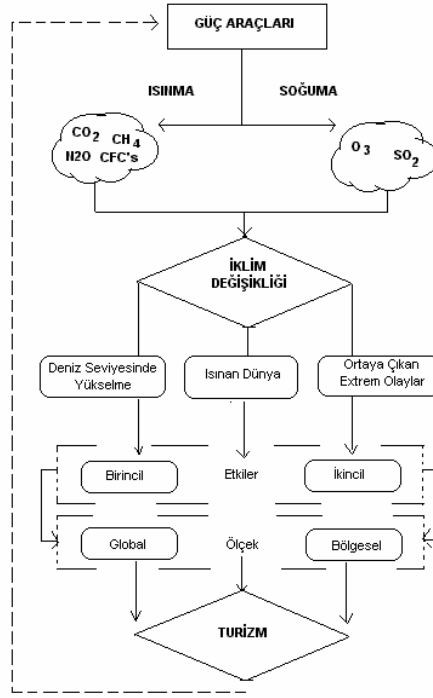 GÜÇ ARAÇLARI
ISINMA
SOĞUMA
CO2 CH4
N2O CFC's
O3 SO2
İKLİM
DEĞİŞİKLİĞİ
Deniz Seviyesinde
Yükselme
Isınan Dünya
Ortaya Çıkan
Extrem Olaylar
Birincil
Etkiler
İkincil
Global
Ölçek
Bölgesel
TURİZM